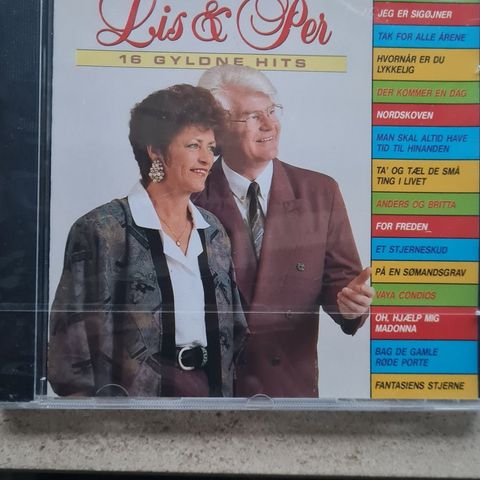 Lis & Per
16 GYLDNE HITS
JEG ER SIGØJNER
TAK FOR ALLE ÅRENE
HVORNÅR ER DU
LYKKELIG
DER KOMMER EN DAG
NORDSKOVEN
MAN SKAL ALTID HAVE
TID TIL HINANDEN
TA' OG TÆL DE SMÅ
TING I LIVET
ANDERS OG BRITTA
FOR FREDEN_
ET STJERNESKUD
PÅ EN SØMANDSGRAV
VAYA CONDIOS
OH, HJÆLP MIG
MADONNA
BAG DE GAMLE
RØDE PORTE
FANTASIENS STJERNE